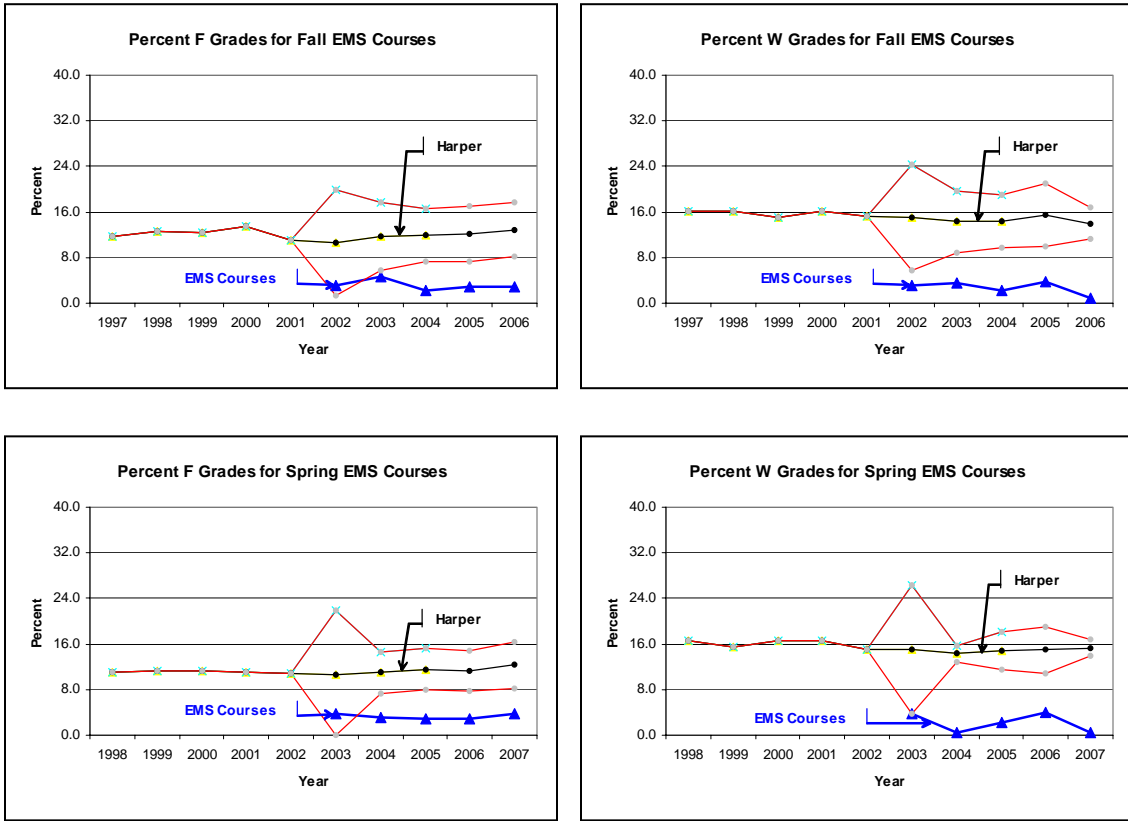 Percent F Grades for Fall EMS Courses
40.0
32.0
24.0
16.0
8.0
0.0
Percent
Harper
EMS Courses
1997 1998 1999 2000 2001 2002 2003 2004 2005 2006
Year
Percent W Grades for Fall EMS Courses
40.0
32.0
24.0
16.0
8.0
0.0
Percent
Harper
EMS Courses
1997 1998 1999 2000 2001 2002 2003 2004 2005 2006
Year
Percent F Grades for Spring EMS Courses
40.0
32.0
24.0
16.0
8.0
0.0
Percent
Harper
EMS Courses
1998 1999 2000 2001 2002 2003 2004 2005 2006 2007
Year
Percent W Grades for Spring EMS Courses
40.0
32.0
24.0
16.0
8.0
0.0
Percent
Harper
EMS Courses
1998 1999 2000 2001 2002 2003 2004 2005 2006 2007
Year